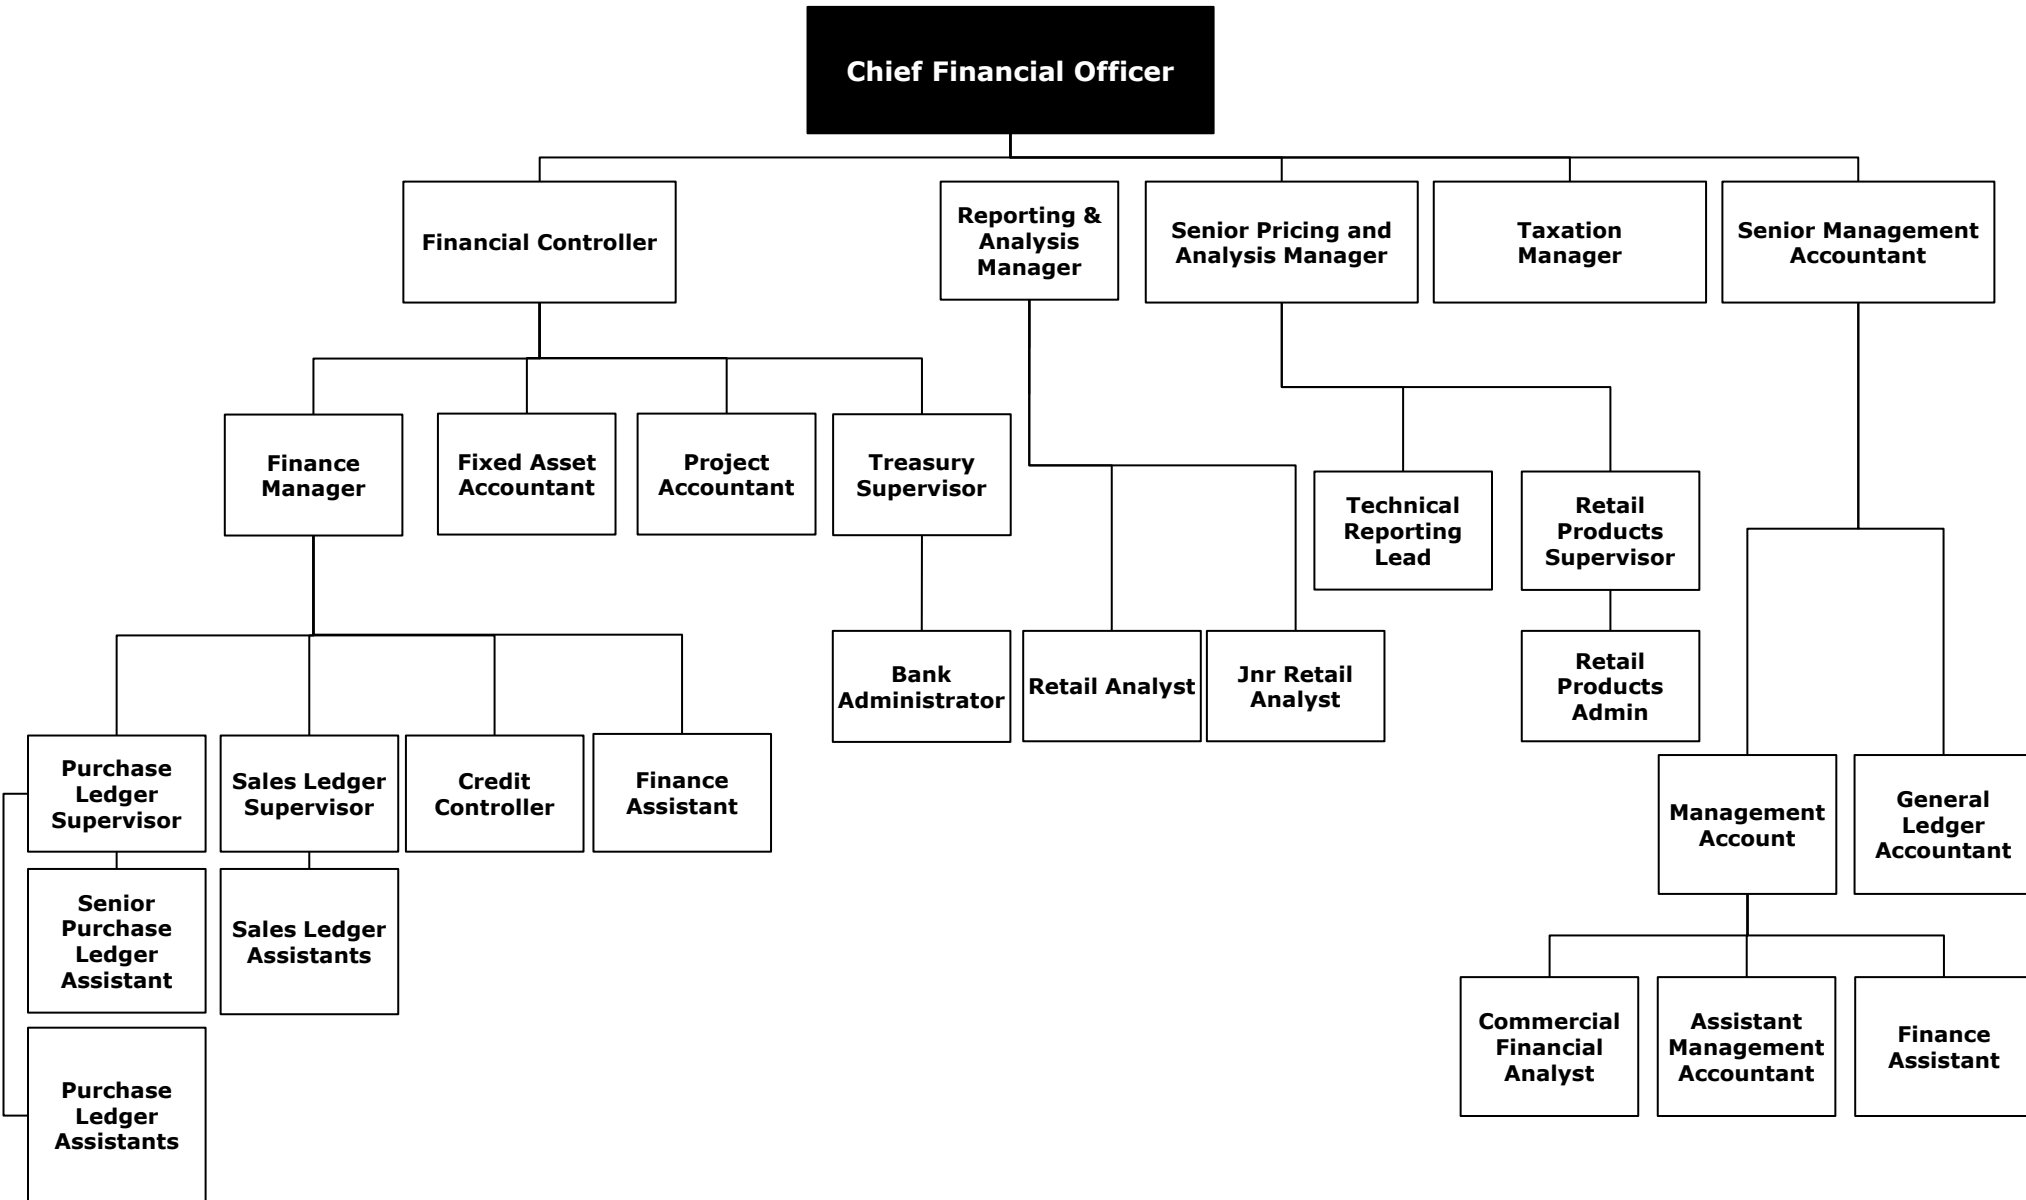 Chief Financial Officer
Financial Controller
Reporting &
Analysis
Manager
Senior Pricing and
Analysis Manager
Taxation
Manager
Senior Management
Accountant
Finance
Manager
Fixed Asset
Accountant
Project
Accountant
Treasury
Supervisor
Technical
Reporting
Lead
Retail
Products
Supervisor
Bank
Administrator
Retail Analyst
Jnr Retail
Analyst
Retail
Products
Admin
Purchase
Ledger
Supervisor
Sales Ledger
Supervisor
Credit
Controller
Finance
Assistant
Management
Account
General
Ledger
Accountant
Senior
Purchase
Ledger
Assistant
Sales Ledger
Assistants
Commercial
Financial
Analyst
Assistant
Management
Accountant
Finance
Assistant
Purchase
Ledger
Assistants